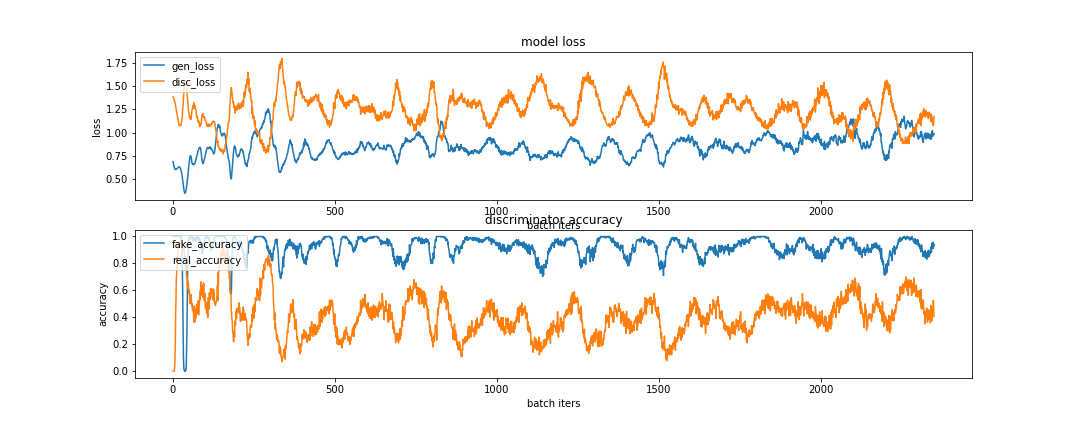 model loss
1.75
1.50
1.25
1.00
0.75
0.50
loss
gen_loss
disc_loss
0 500 1000 1500 2000
batch iters
discriminator accuracy
1.0
0.8
0.6
0.4
0.2
0.0
accuracy
fake_accuracy
real_accuracy
0 500 1000 1500 2000
batch iters